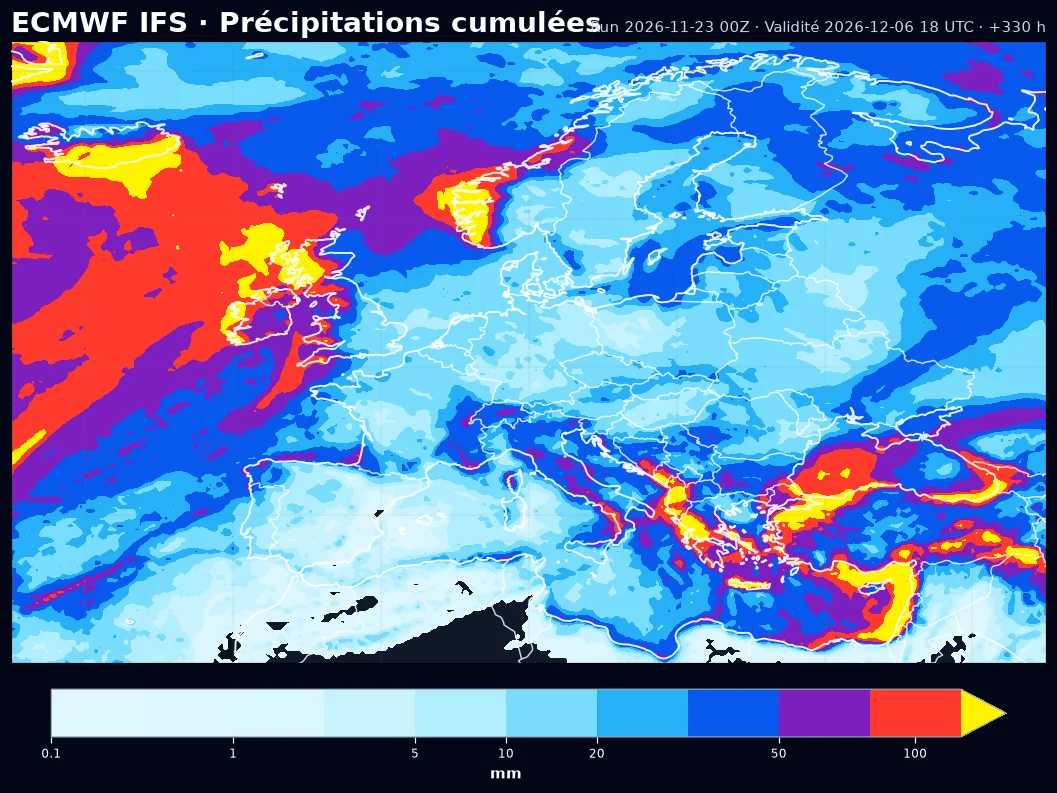 ECMWF IFS · Précipitations cumulées
Run 2026-11-23 00Z · Validité 2026-12-06 18 UTC · +330 h
0.1 1 5 10 20 50 100
mm